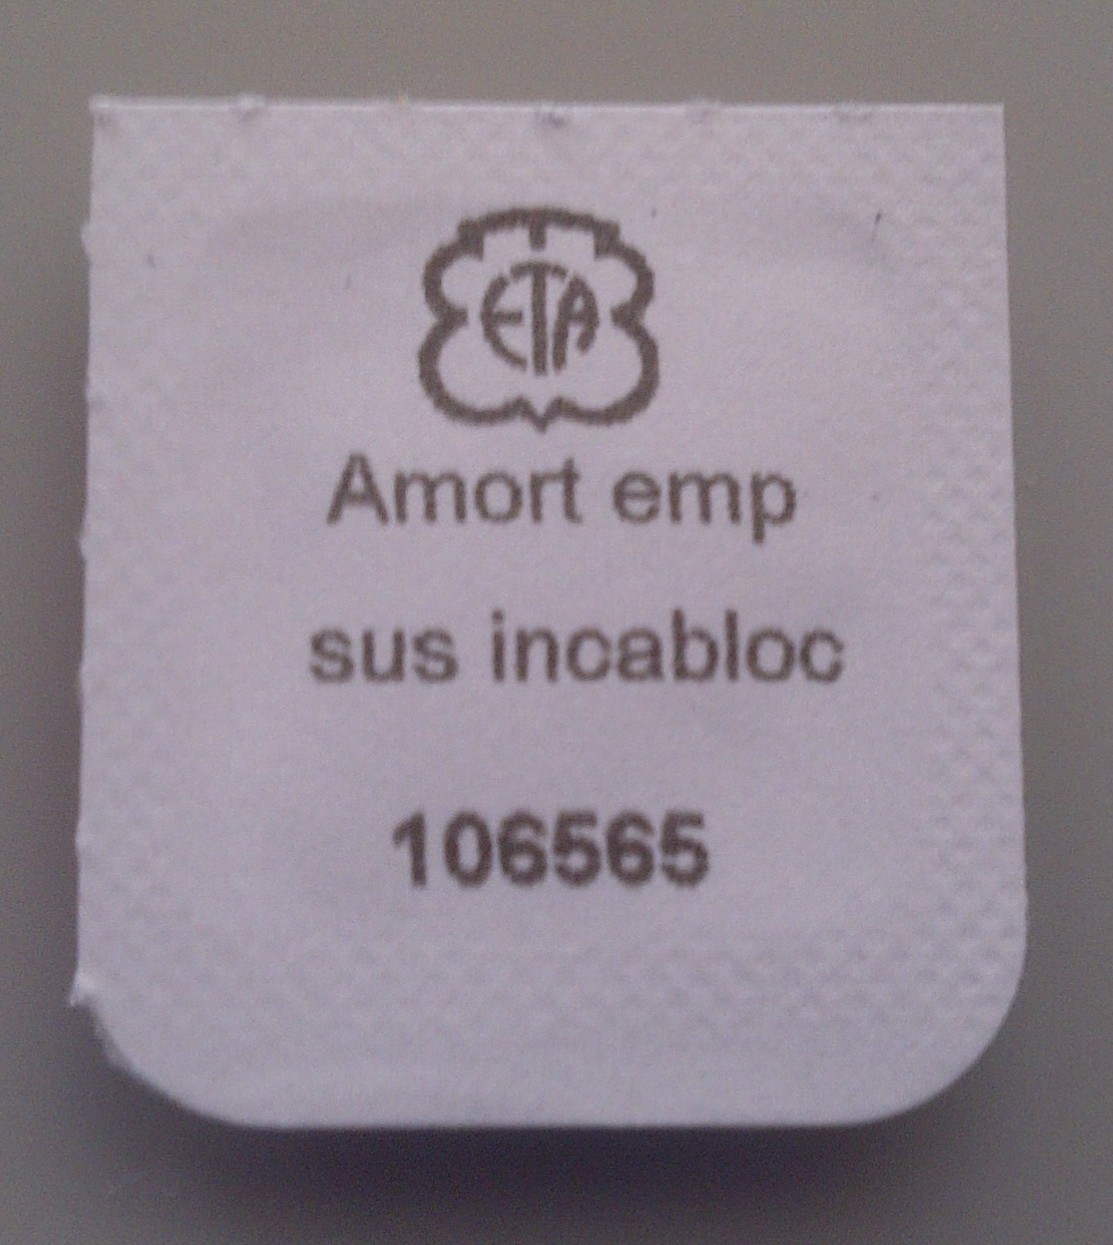 ETA
Amort emp
sus incabloc
106565